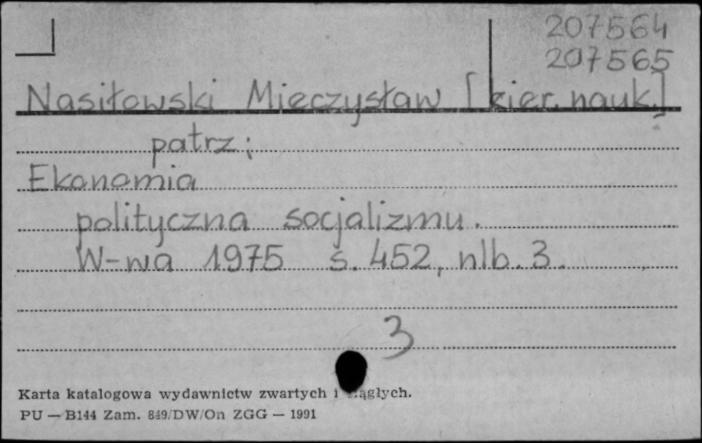 207564
207565
Nasiłowski Mieczysław [kier. nauk.]
patrz:
Ekonomia
polityczna socjalizmu.
W-wa 1975 s. 452, nlb. 3.
3
Karta katalogowa wydawnictw zwartych i ciągłych.
PU — B144 Zam. 849/DW/On ZGG — 1991